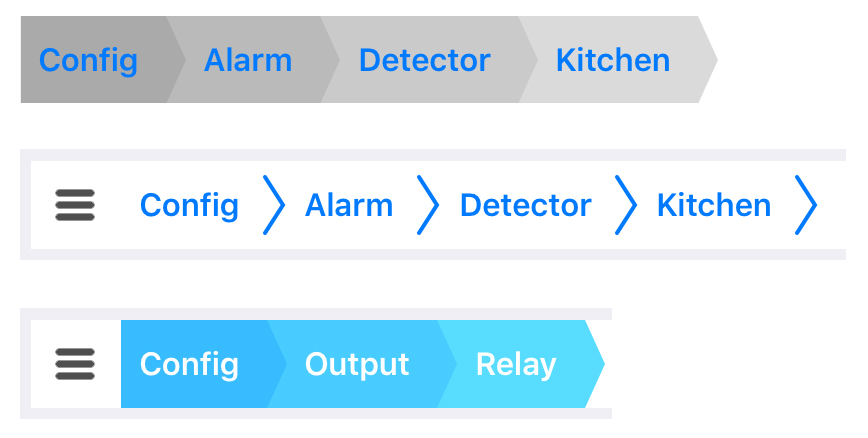 Config Alarm Detector Kitchen
Config Alarm Detector Kitchen
Config Output Relay